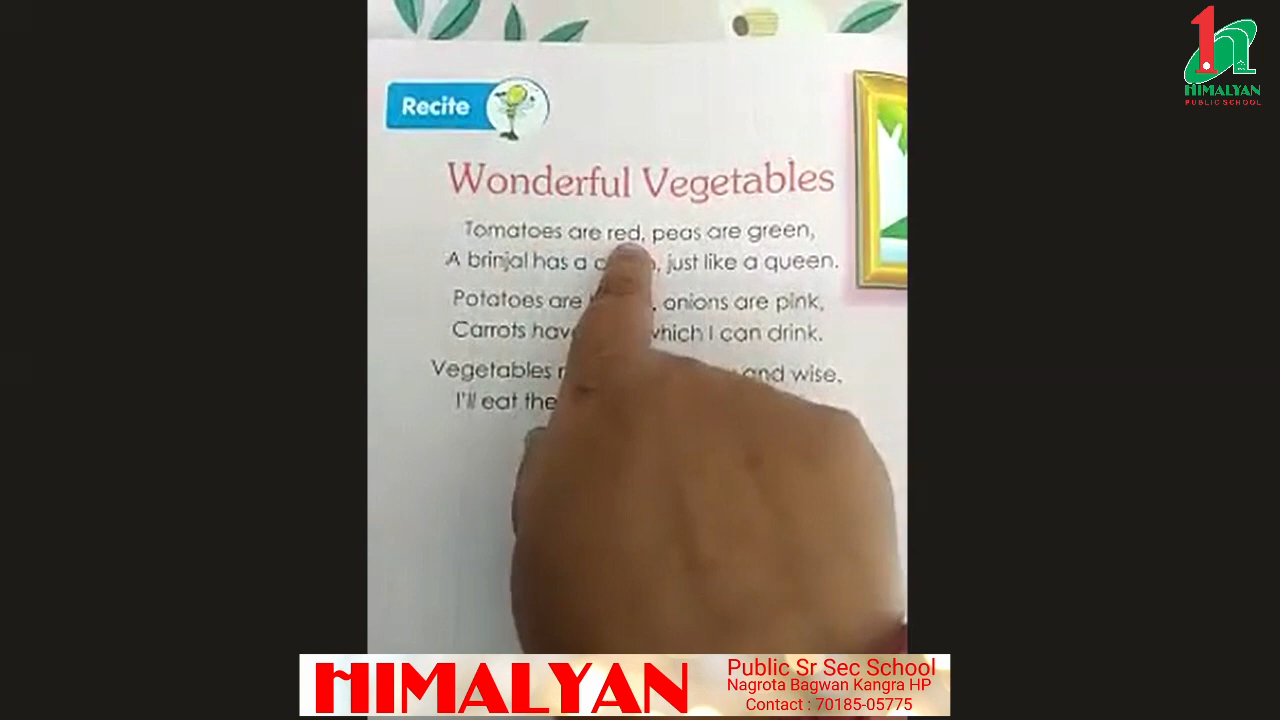 Recite
Wonderful Vegetables
Tomatoes are red, peas are green,
A brinjal has a , just like a queen.
Potatoes are , onions are pink,
Carrots have which I can drink.
Vegetables and wise,
I'll eat the
HIMALYAN
PUBLIC SCHOOL
HIMALYAN
Public Sr Sec School
Nagrota Bagwan Kangra HP
Contact : 70185-05775